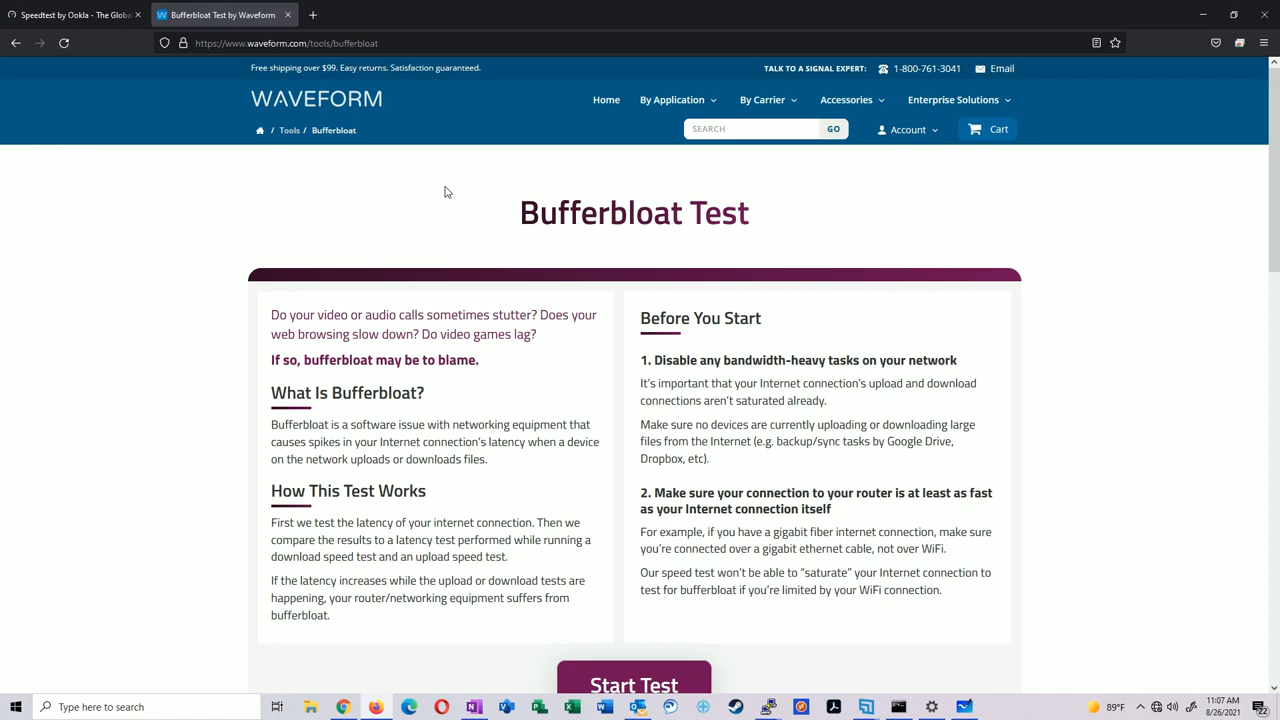 Speedtest by Ookla - The Globa
Bufferbloat Test by Waveform
https://www.waveform.com/tools/bufferbloat
Free shipping over $99. Easy returns. Satisfaction guaranteed.
TALK TO A SIGNAL EXPERT: 1-800-761-3041 Email
WAVEFORM
Home By Application By Carrier Accessories Enterprise Solutions
/ Tools / Bufferbloat
SEARCH GO Account Cart
Bufferbloat Test
Do your video or audio calls sometimes stutter? Does your
web browsing slow down? Do video games lag?
If so, bufferbloat may be to blame.
What Is Bufferbloat?
Bufferbloat is a software issue with networking equipment that
causes spikes in your Internet connection's latency when a device
on the network uploads or downloads files.
How This Test Works
First we test the latency of your internet connection. Then we
compare the results to a latency test performed while running a
download speed test and an upload speed test.
If the latency increases while the upload or download tests are
happening, your router/networking equipment suffers from
bufferbloat.
Before You Start
1. Disable any bandwidth-heavy tasks on your network
It's important that your Internet connection's upload and download
connections aren't saturated already.
Make sure no devices are currently uploading or downloading large
files from the Internet (e.g. backup/sync tasks by Google Drive,
Dropbox, etc).
2. Make sure your connection to your router is at least as fast
as your Internet connection itself
For example, if you have a gigabit fiber internet connection, make sure
you're connected over a gigabit ethernet cable, not over WiFi.
Our speed test won't be able to "saturate" your Internet connection to
test for bufferbloat if you're limited by your WiFi connection.
Start Test
Type here to search
89°F
11:07 AM
8/26/2021
22